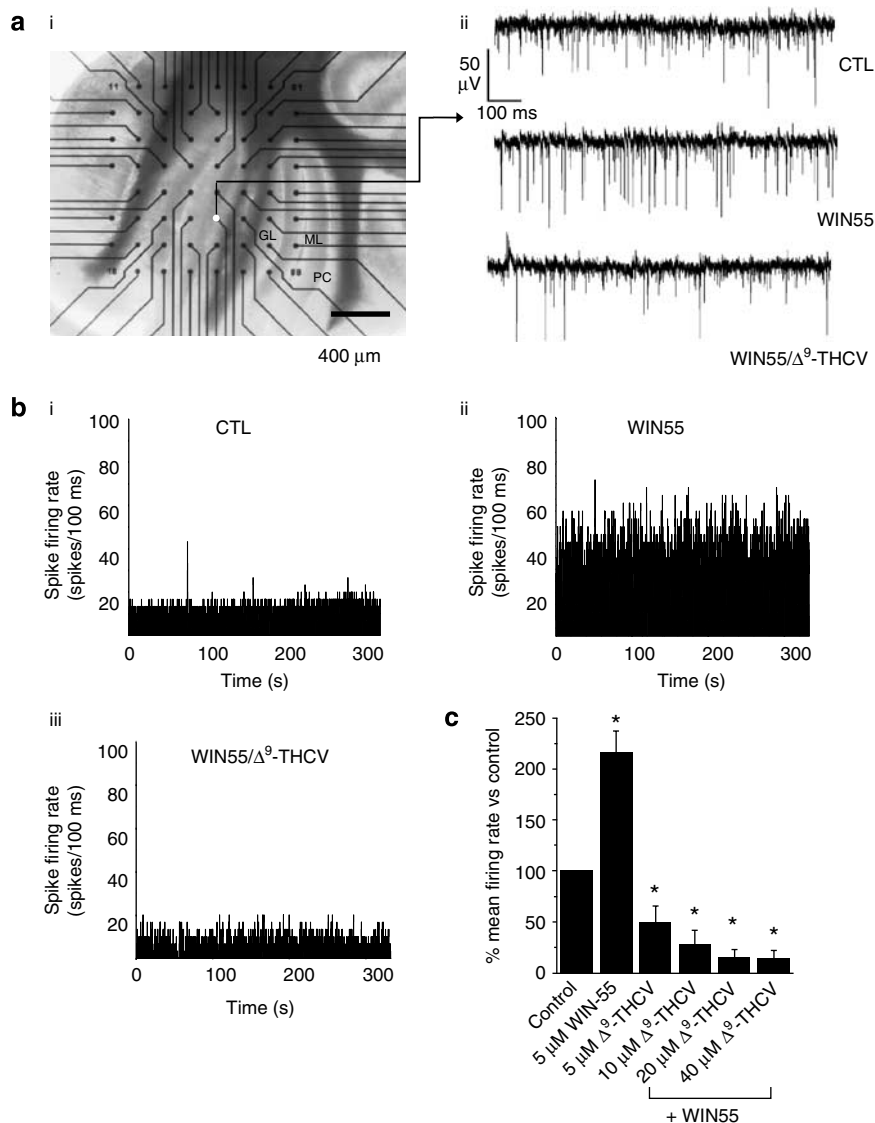 a
i
11
81
GL
ML
PC
18
88
400 μm
ii
50
μV
100 ms
CTL
WIN55
WIN55/Δ⁹-THCV
b
i
CTL
Spike firing rate
(spikes/100 ms)
100
80
60
40
20
0
100
200
300
Time (s)
ii
WIN55
Spike firing rate
(spikes/100 ms)
100
80
60
40
20
0
100
200
300
Time (s)
iii
WIN55/Δ⁹-THCV
Spike firing rate
(spikes/100 ms)
100
80
60
40
20
0
100
200
300
Time (s)
c
% mean firing rate vs control
250
200
150
100
50
0
*
*
*
*
*
Control
5 μM WIN-55
5 μM Δ⁹-THCV
10 μM Δ⁹-THCV
20 μM Δ⁹-THCV
40 μM Δ⁹-THCV
+ WIN55